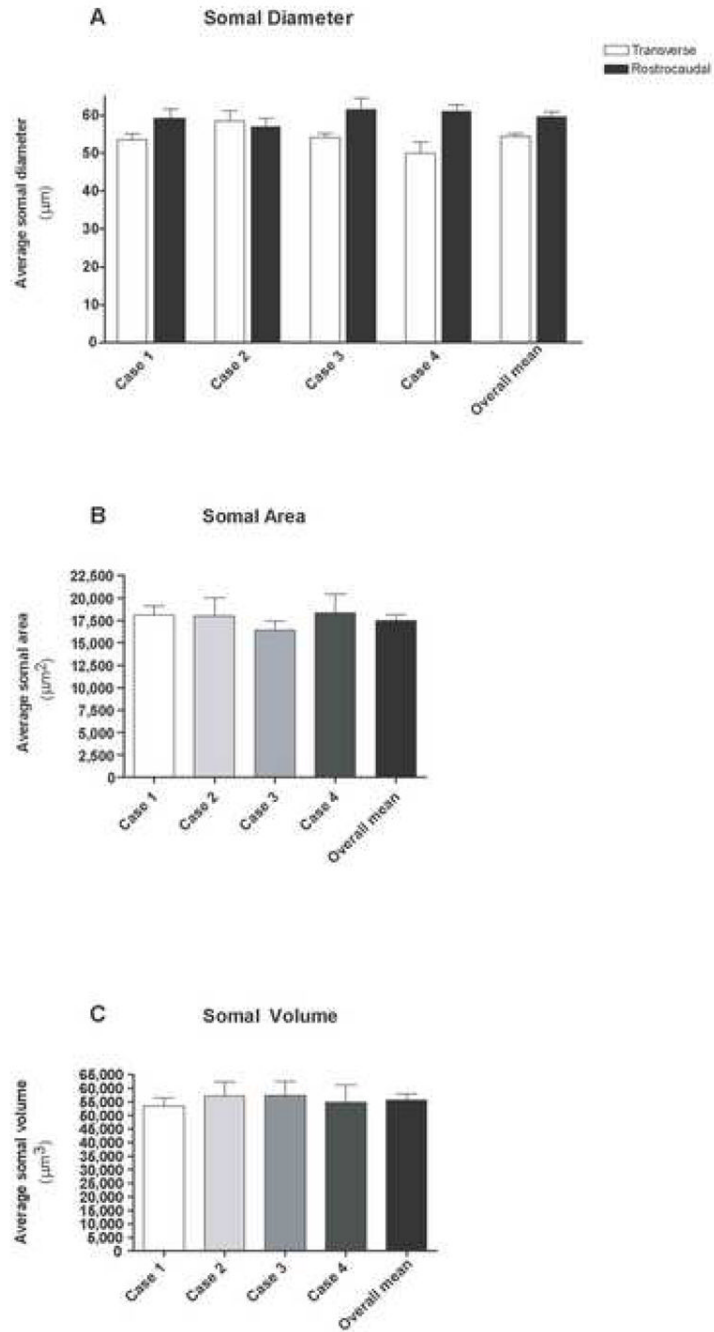 A Somal Diameter
Transverse
Rostrocaudal
Average somal diameter
(μm)
60
50
40
30
20
10
0
Case 1
Case 2
Case 3
Case 4
Overall mean
B Somal Area
Average somal area
(μm2)
22,500
20,000
17,500
15,000
12,500
10,000
7,500
5,000
2,500
0
Case 1
Case 2
Case 3
Case 4
Overall mean
C Somal Volume
Average somal volume
(μm3)
65,000
60,000
55,000
50,000
45,000
40,000
35,000
30,000
25,000
20,000
15,000
10,000
5,000
0
Case 1
Case 2
Case 3
Case 4
Overall mean